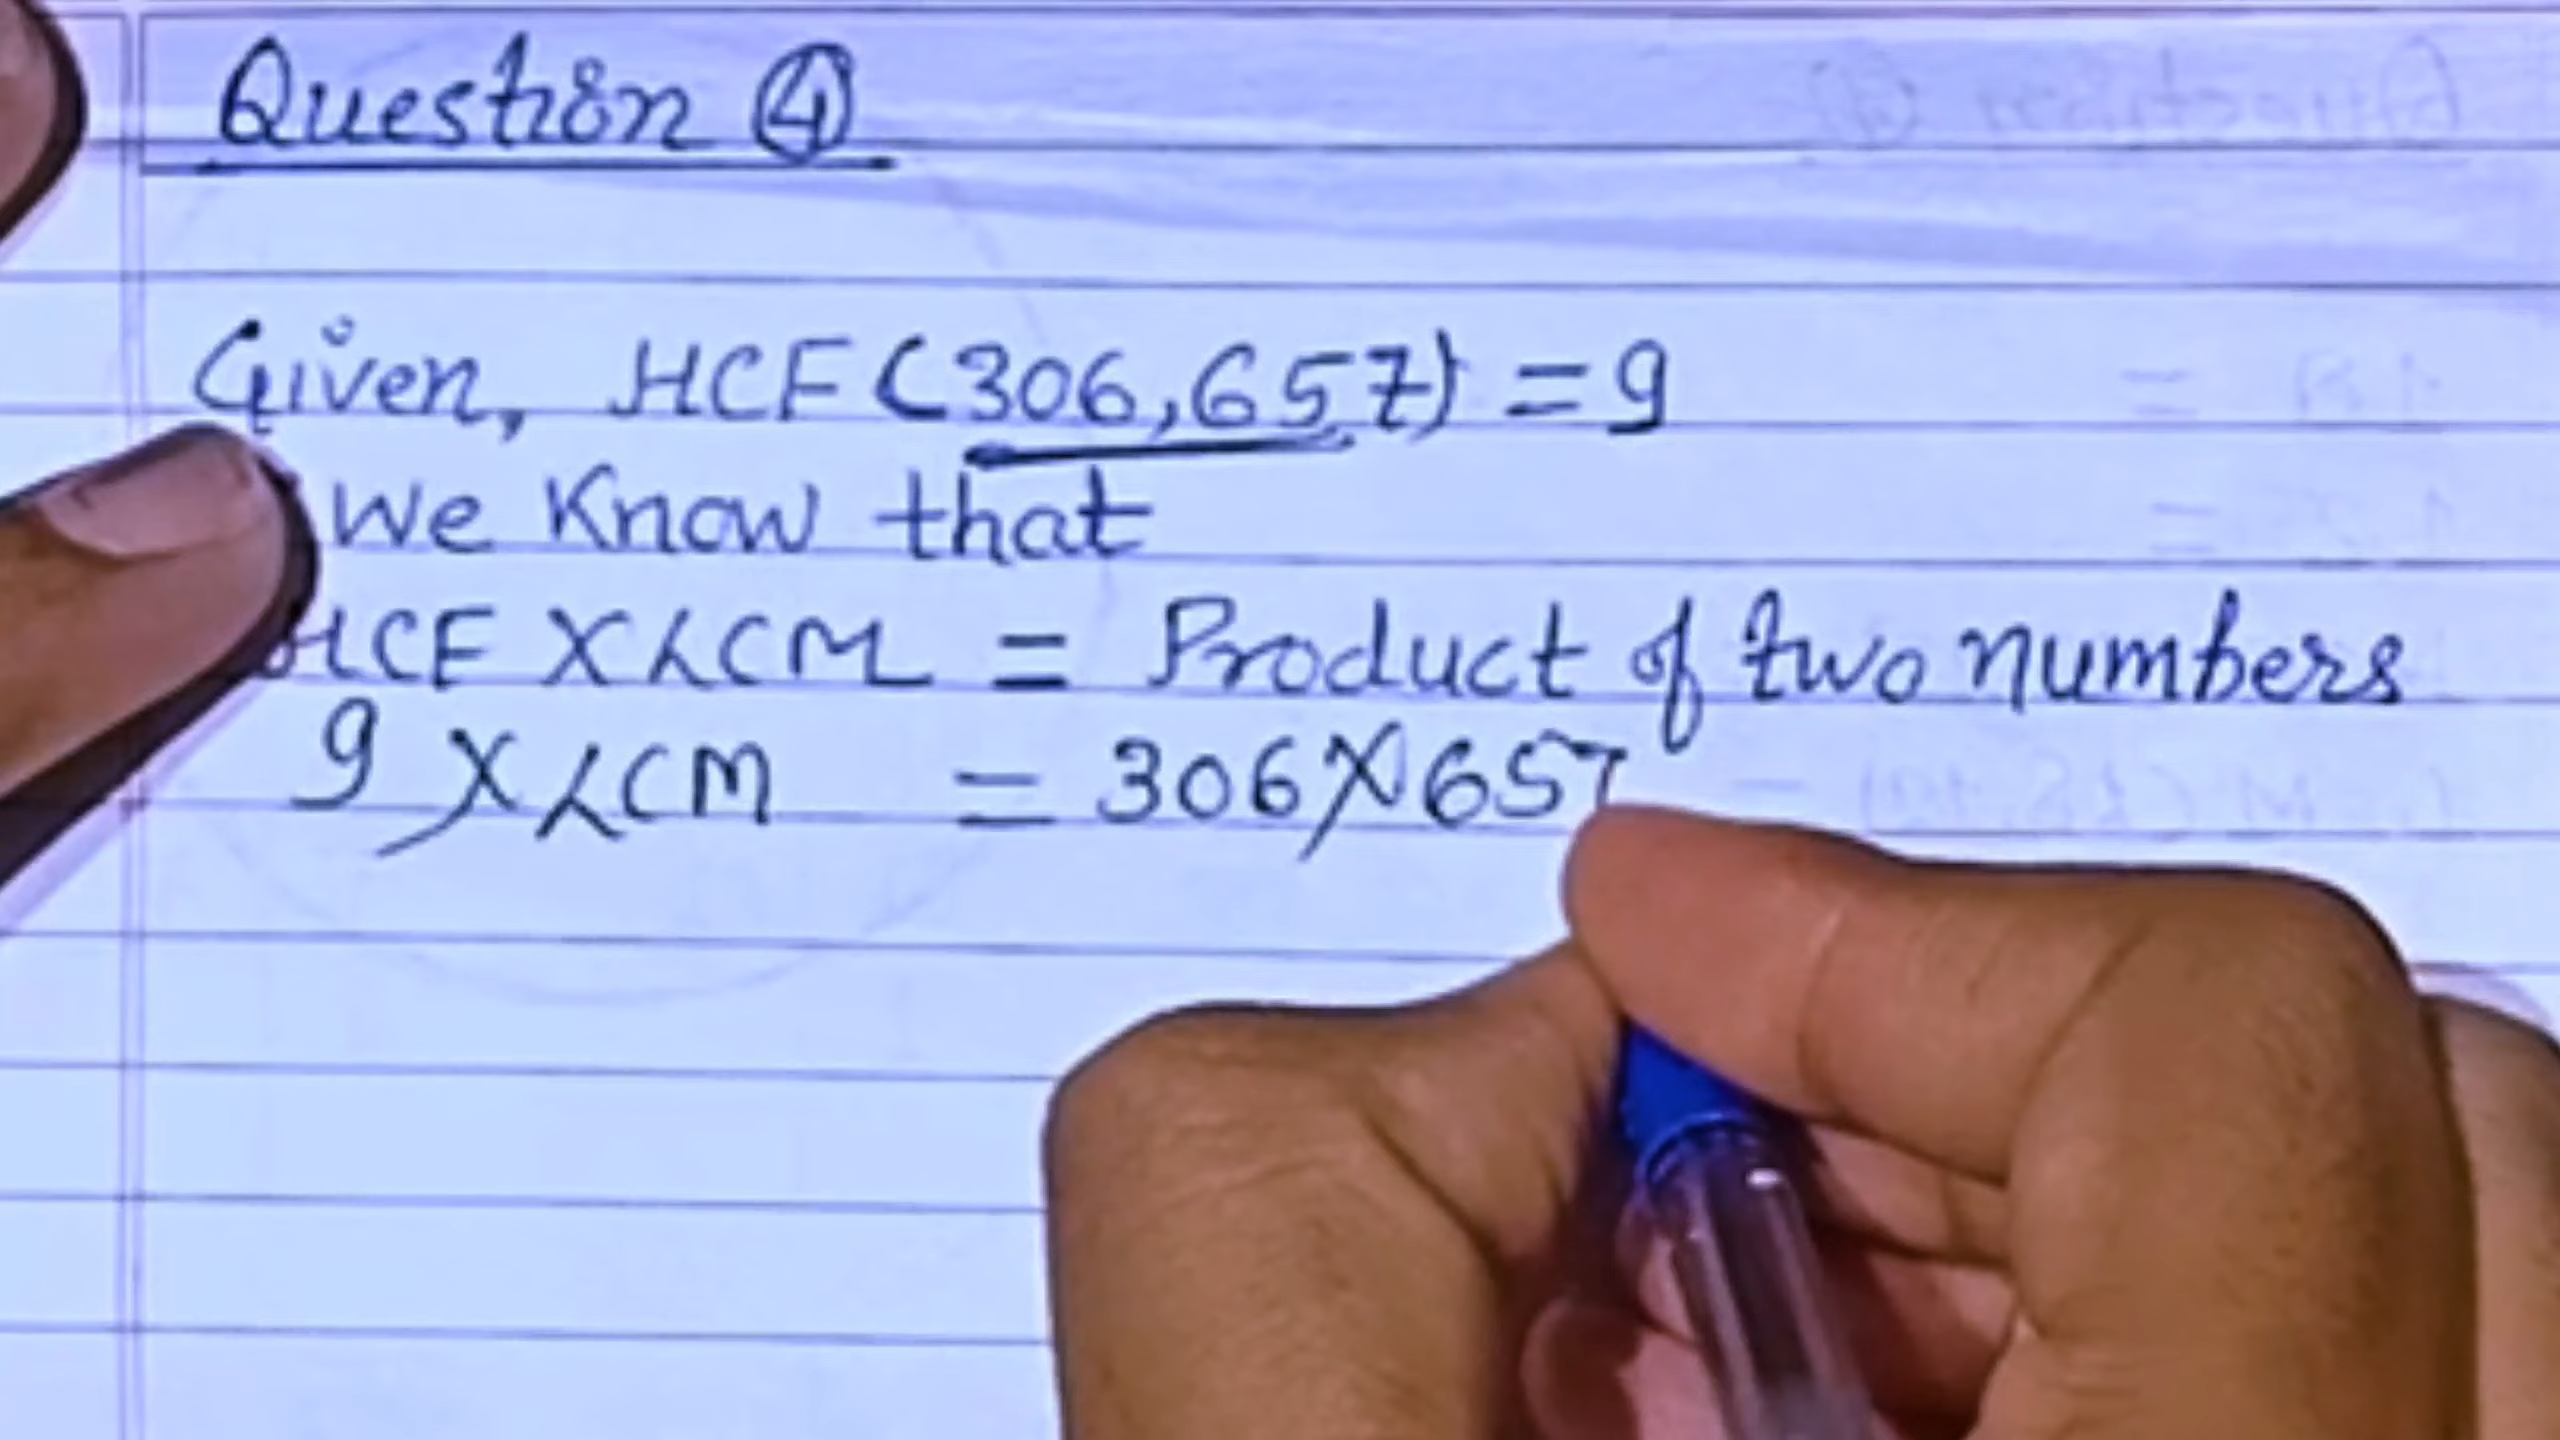 Question ④
Given, HCF (306,657) = 9
We Know that
HCF X LCM = Product of two numbers
9 X LCM = 306 X 657